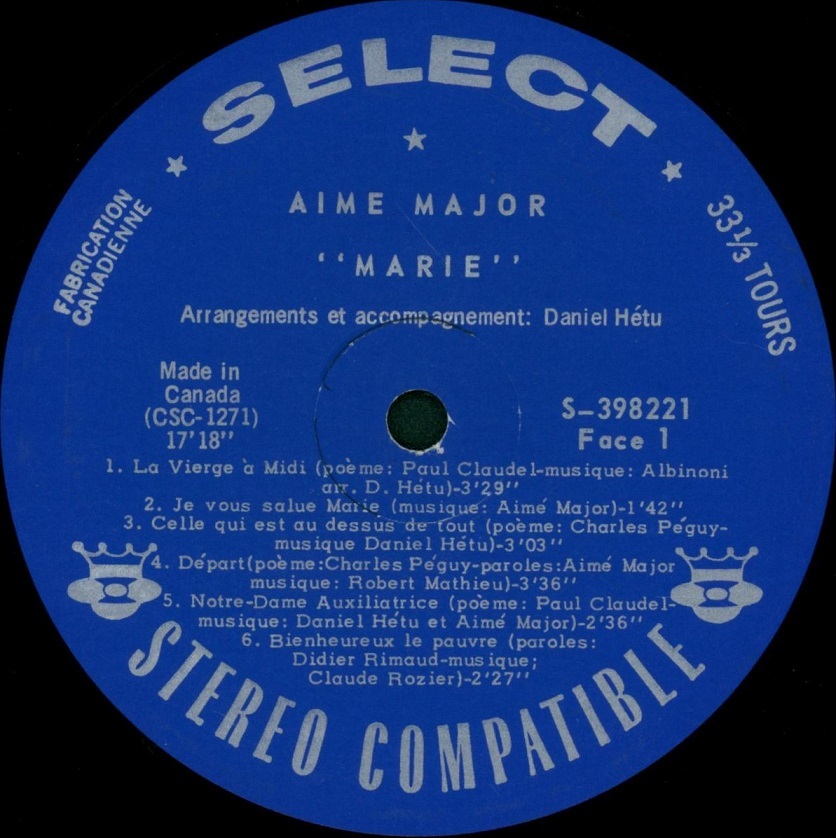 SELECT
FABRICATION
CANADIENNE
33⅓ TOURS
AIME MAJOR
‘‘MARIE’’
Arrangements et accompagnement: Daniel Hétu
Made in
Canada
(CSC-1271)
17'18''
S-398221
Face 1
1. La Vierge à Midi (poème: Paul Claudel-musique: Albinoni
arr. D. Hétu)-3'29''
2. Je vous salue Marie (musique: Aimé Major)-1'42''
3. Celle qui est au dessus de tout (poème: Charles Péguy-
musique Daniel Hétu)-3'03''
4. Départ(poème:Charles Péguy-paroles:Aimé Major
musique: Robert Mathieu)-3'36''
5. Notre-Dame Auxiliatrice (poème: Paul Claudel-
musique: Daniel Hétu et Aimé Major)-2'36''
6. Bienheureux le pauvre (paroles:
Didier Rimaud-musique;
Claude Rozier)-2'27''
STEREO COMPATIBLE